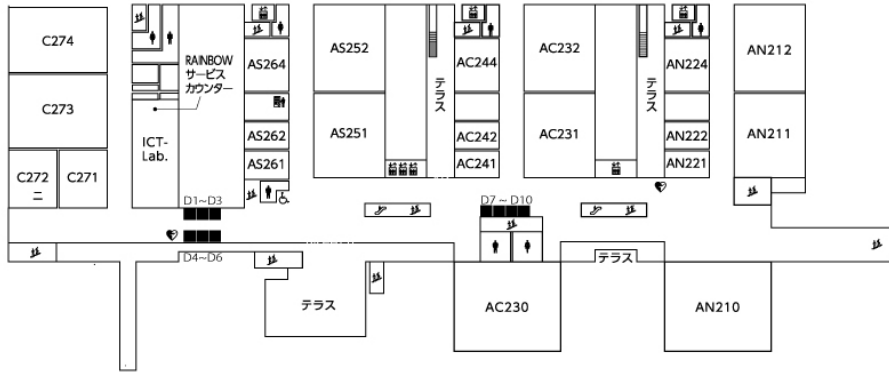 C274
AS264
AS252
AC244
AC232
AN224
AN212
RAINBOW
サービス
カウンター
テラス
テラス
C273
ICT-
Lab.
AS262
AS251
AC242
AC231
AN222
AN211
C272
C271
AS261
AC241
AN221
D1~D3
D7 ~ D10
D4~D6
テラス
テラス
AC230
AN210